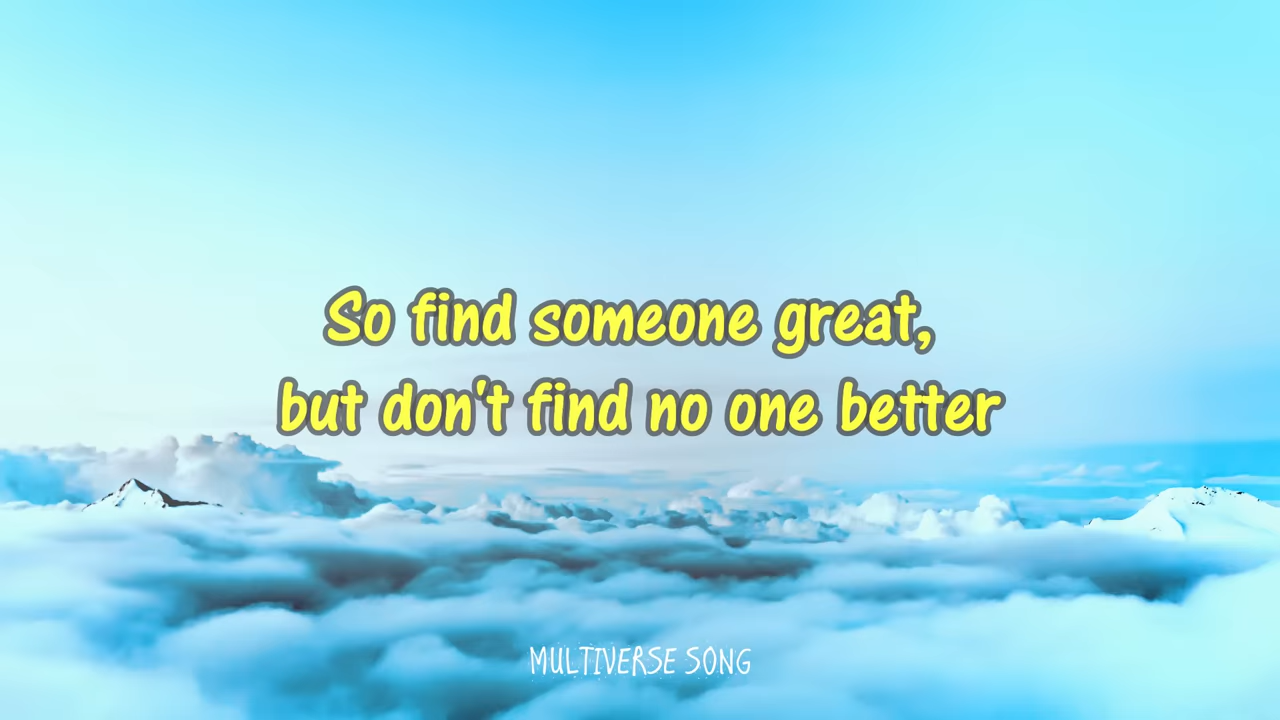 So find someone great,
but don't find no one better
MULTIVERSE SONG